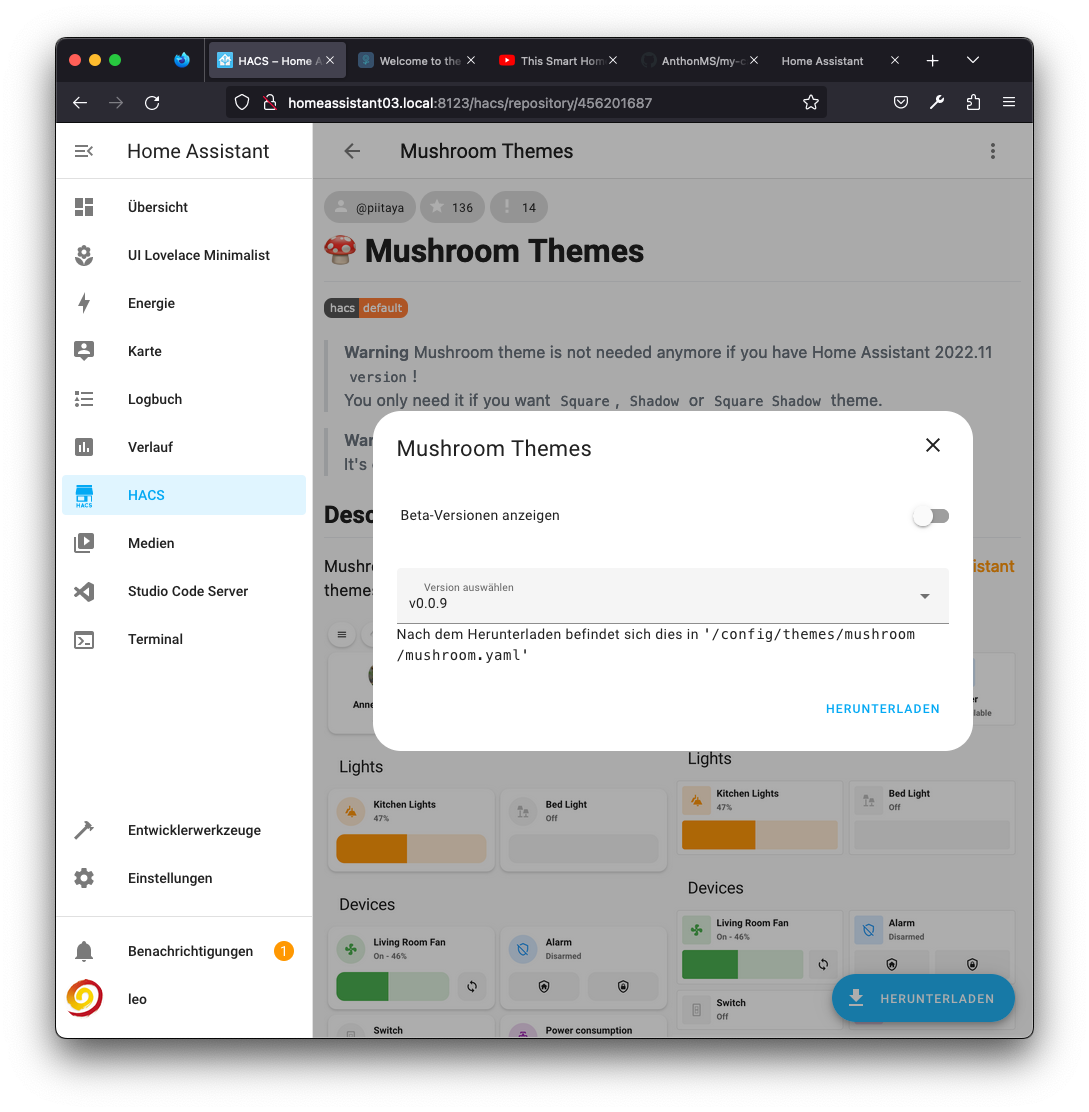 HACS – Home A
Welcome to the
This Smart Hom
AnthonMS/my-c
Home Assistant
homeassistant03.local:8123/hacs/repository/456201687
Home Assistant
Übersicht
UI Lovelace Minimalist
Energie
Karte
Logbuch
Verlauf
HACS
HACS
Medien
Studio Code Server
Terminal
Entwicklerwerkzeuge
Einstellungen
Benachrichtigungen 1
leo
Mushroom Themes
@piitaya
136
14
Mushroom Themes
hacs default
Warning Mushroom theme is not needed anymore if you have Home Assistant 2022.11
version !
You only need it if you want Square , Shadow or Square Shadow theme.
War
It's
Desc
Mushr
istant
theme
Mushroom Themes
Beta-Versionen anzeigen
Version auswählen
v0.0.9
Nach dem Herunterladen befindet sich dies in '/config/themes/mushroom
/mushroom.yaml'
HERUNTERLADEN
Anne
er
lable
Lights
Kitchen Lights
47%
Bed Light
Off
Devices
Living Room Fan
On - 46%
Alarm
Disarmed
Switch
Power consumption
Lights
Kitchen Lights
47%
Bed Light
Off
Devices
Living Room Fan
On - 46%
Alarm
Disarmed
Switch
Off
HERUNTERLADEN